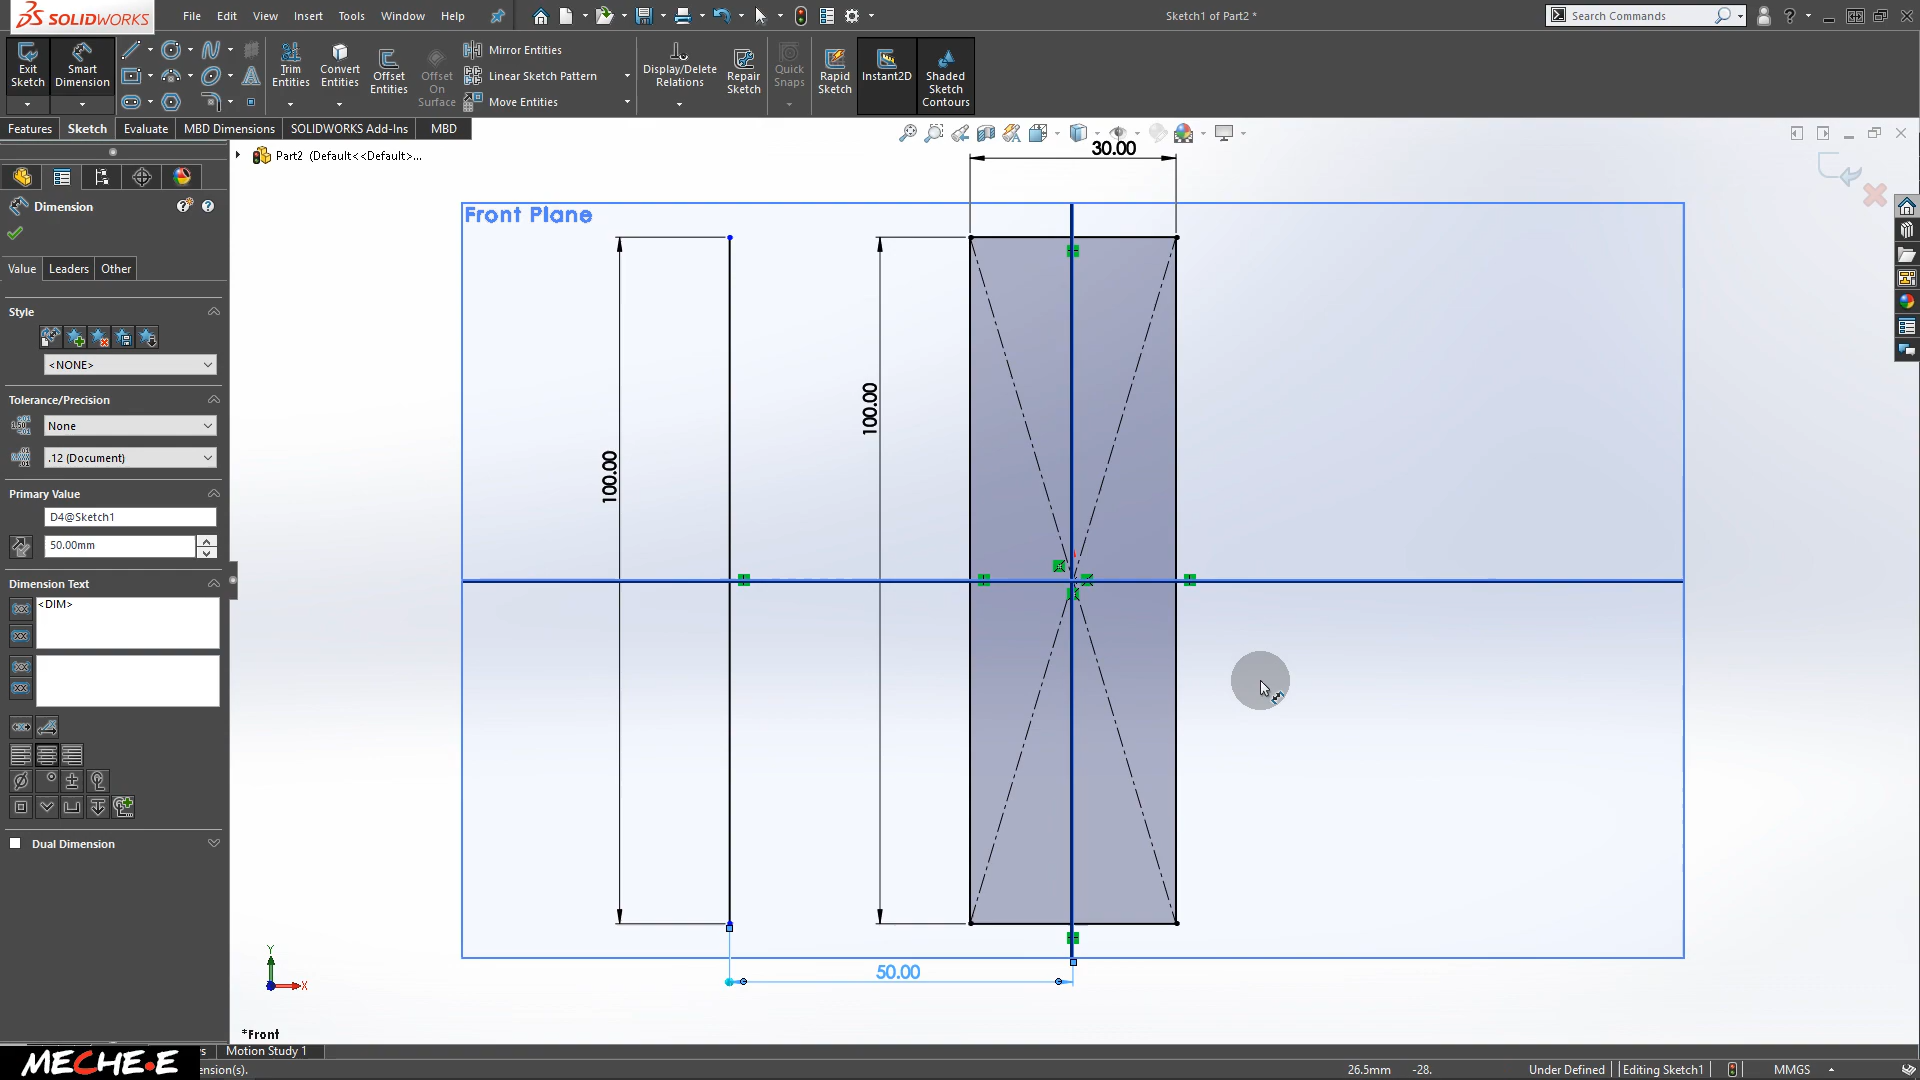 SOLIDWORKS File Edit View Insert Tools Window Help Sketch1 of Part2 * Search Commands
Exit Sketch
Smart Dimension
Trim Entities
Convert Entities
Offset Entities
Offset On Surface
Mirror Entities
Linear Sketch Pattern
Move Entities
Display/Delete Relations
Repair Sketch
Quick Snaps
Rapid Sketch
Instant2D
Shaded Sketch Contours
Features Sketch Evaluate MBD Dimensions SOLIDWORKS Add-Ins MBD
Part2 (Default<<Default>...
30.00
Dimension
Front Plane
Value Leaders Other
Style
<NONE>
Tolerance/Precision
None
.12 (Document)
100.00
100.00
Primary Value
D4@Sketch1
50.00mm
Dimension Text
<DIM>
Dual Dimension
50.00
Y
X
*Front
MECHE·E
Motion Study 1
ension(s).
26.5mm -28. Under Defined Editing Sketch1 MMGS